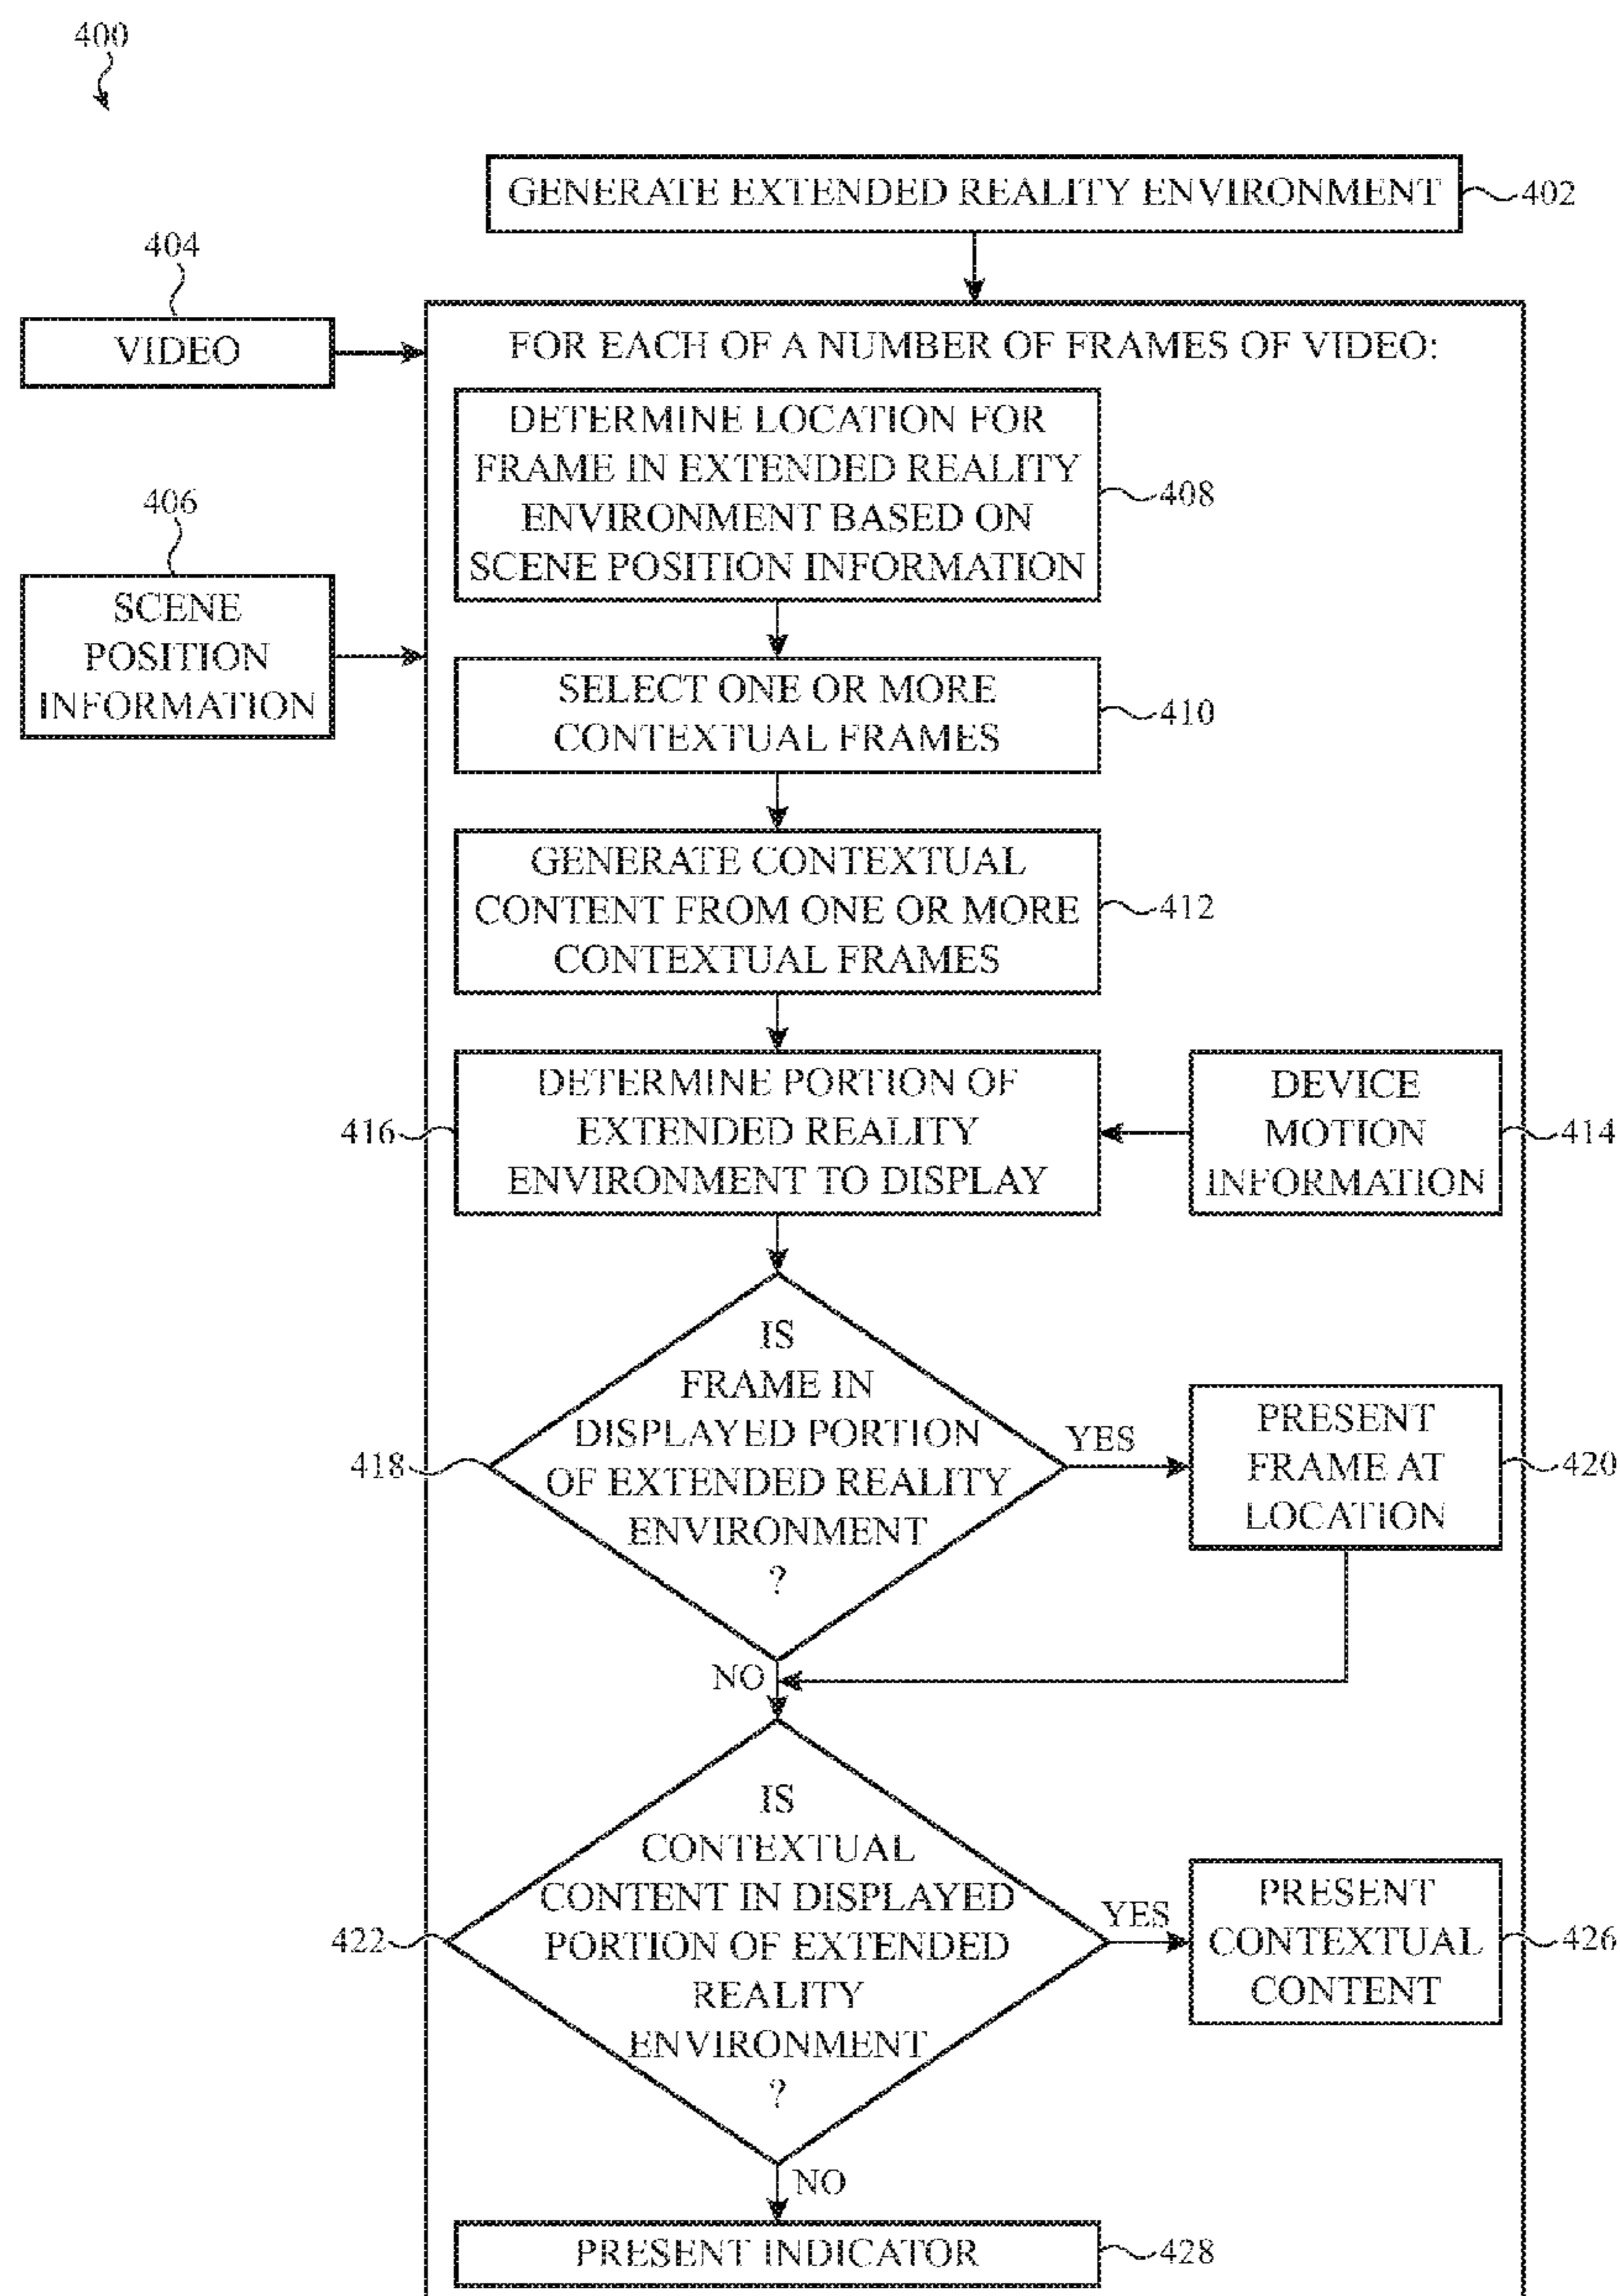 400
GENERATE EXTENDED REALITY ENVIRONMENT
402
404
VIDEO
FOR EACH OF A NUMBER OF FRAMES OF VIDEO:
DETERMINE LOCATION FOR
FRAME IN EXTENDED REALITY
ENVIRONMENT BASED ON
SCENE POSITION INFORMATION
408
406
SCENE
POSITION
INFORMATION
SELECT ONE OR MORE
CONTEXTUAL FRAMES
410
GENERATE CONTEXTUAL
CONTENT FROM ONE OR MORE
CONTEXTUAL FRAMES
412
416
DETERMINE PORTION OF
EXTENDED REALITY
ENVIRONMENT TO DISPLAY
DEVICE
MOTION
INFORMATION
414
418
IS
FRAME IN
DISPLAYED PORTION
OF EXTENDED REALITY
ENVIRONMENT
?
YES
PRESENT
FRAME AT
LOCATION
420
NO
422
IS
CONTEXTUAL
CONTENT IN DISPLAYED
PORTION OF EXTENDED
REALITY
ENVIRONMENT
?
YES
PRESENT
CONTEXTUAL
CONTENT
426
NO
PRESENT INDICATOR
428